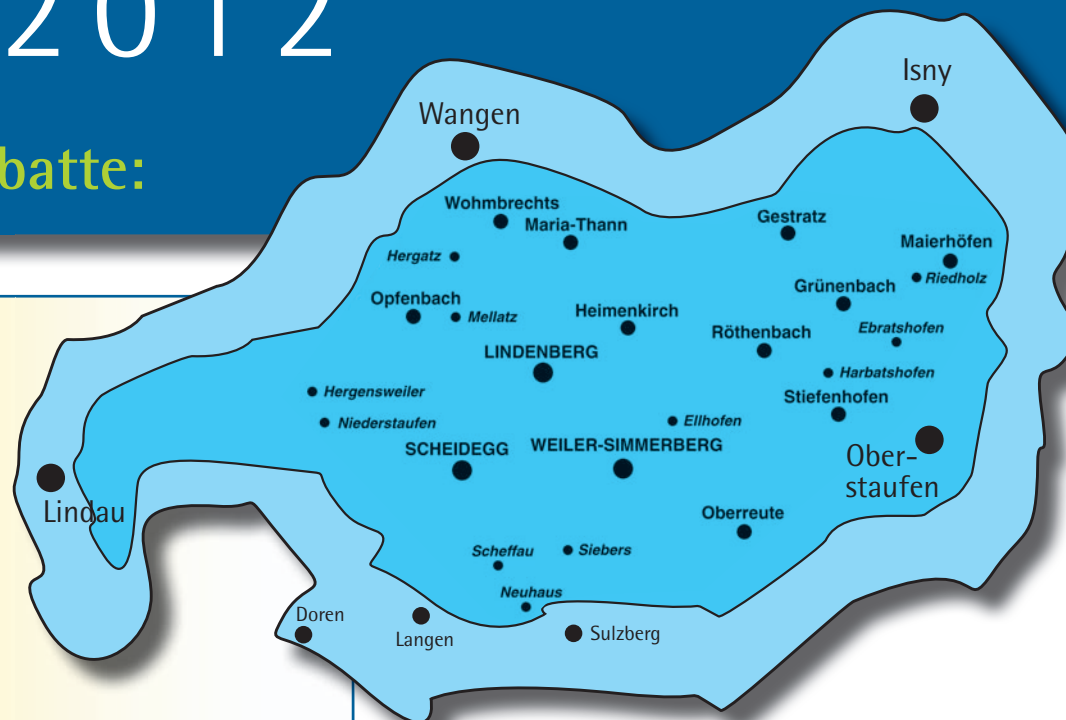 2012
batte:
Isny
Wangen
Wohmbrechts
Maria-Thann
Gestratz
Maierhöfen
Hergatz
Riedholz
Opfenbach
Mellatz
Heimenkirch
Grünenbach
Röthenbach
Ebratshofen
LINDENBERG
Harbatshofen
Hergensweiler
Stiefenhofen
Niederstaufen
Ellhofen
SCHEIDEGG
WEILER-SIMMERBERG
Ober-
staufen
Lindau
Oberreute
Scheffau
Siebers
Neuhaus
Doren
Langen
Sulzberg